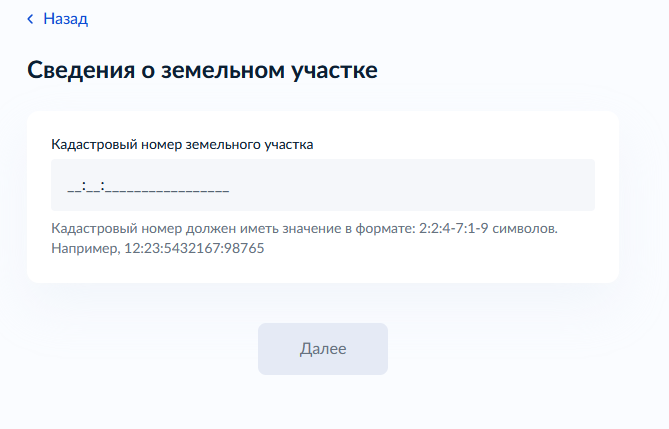 Назад
Сведения о земельном участке
Кадастровый номер земельного участка
__:__:_________________
Кадастровый номер должен иметь значение в формате: 2:2:4-7:1-9 символов.
Например, 12:23:5432167:98765
Далее